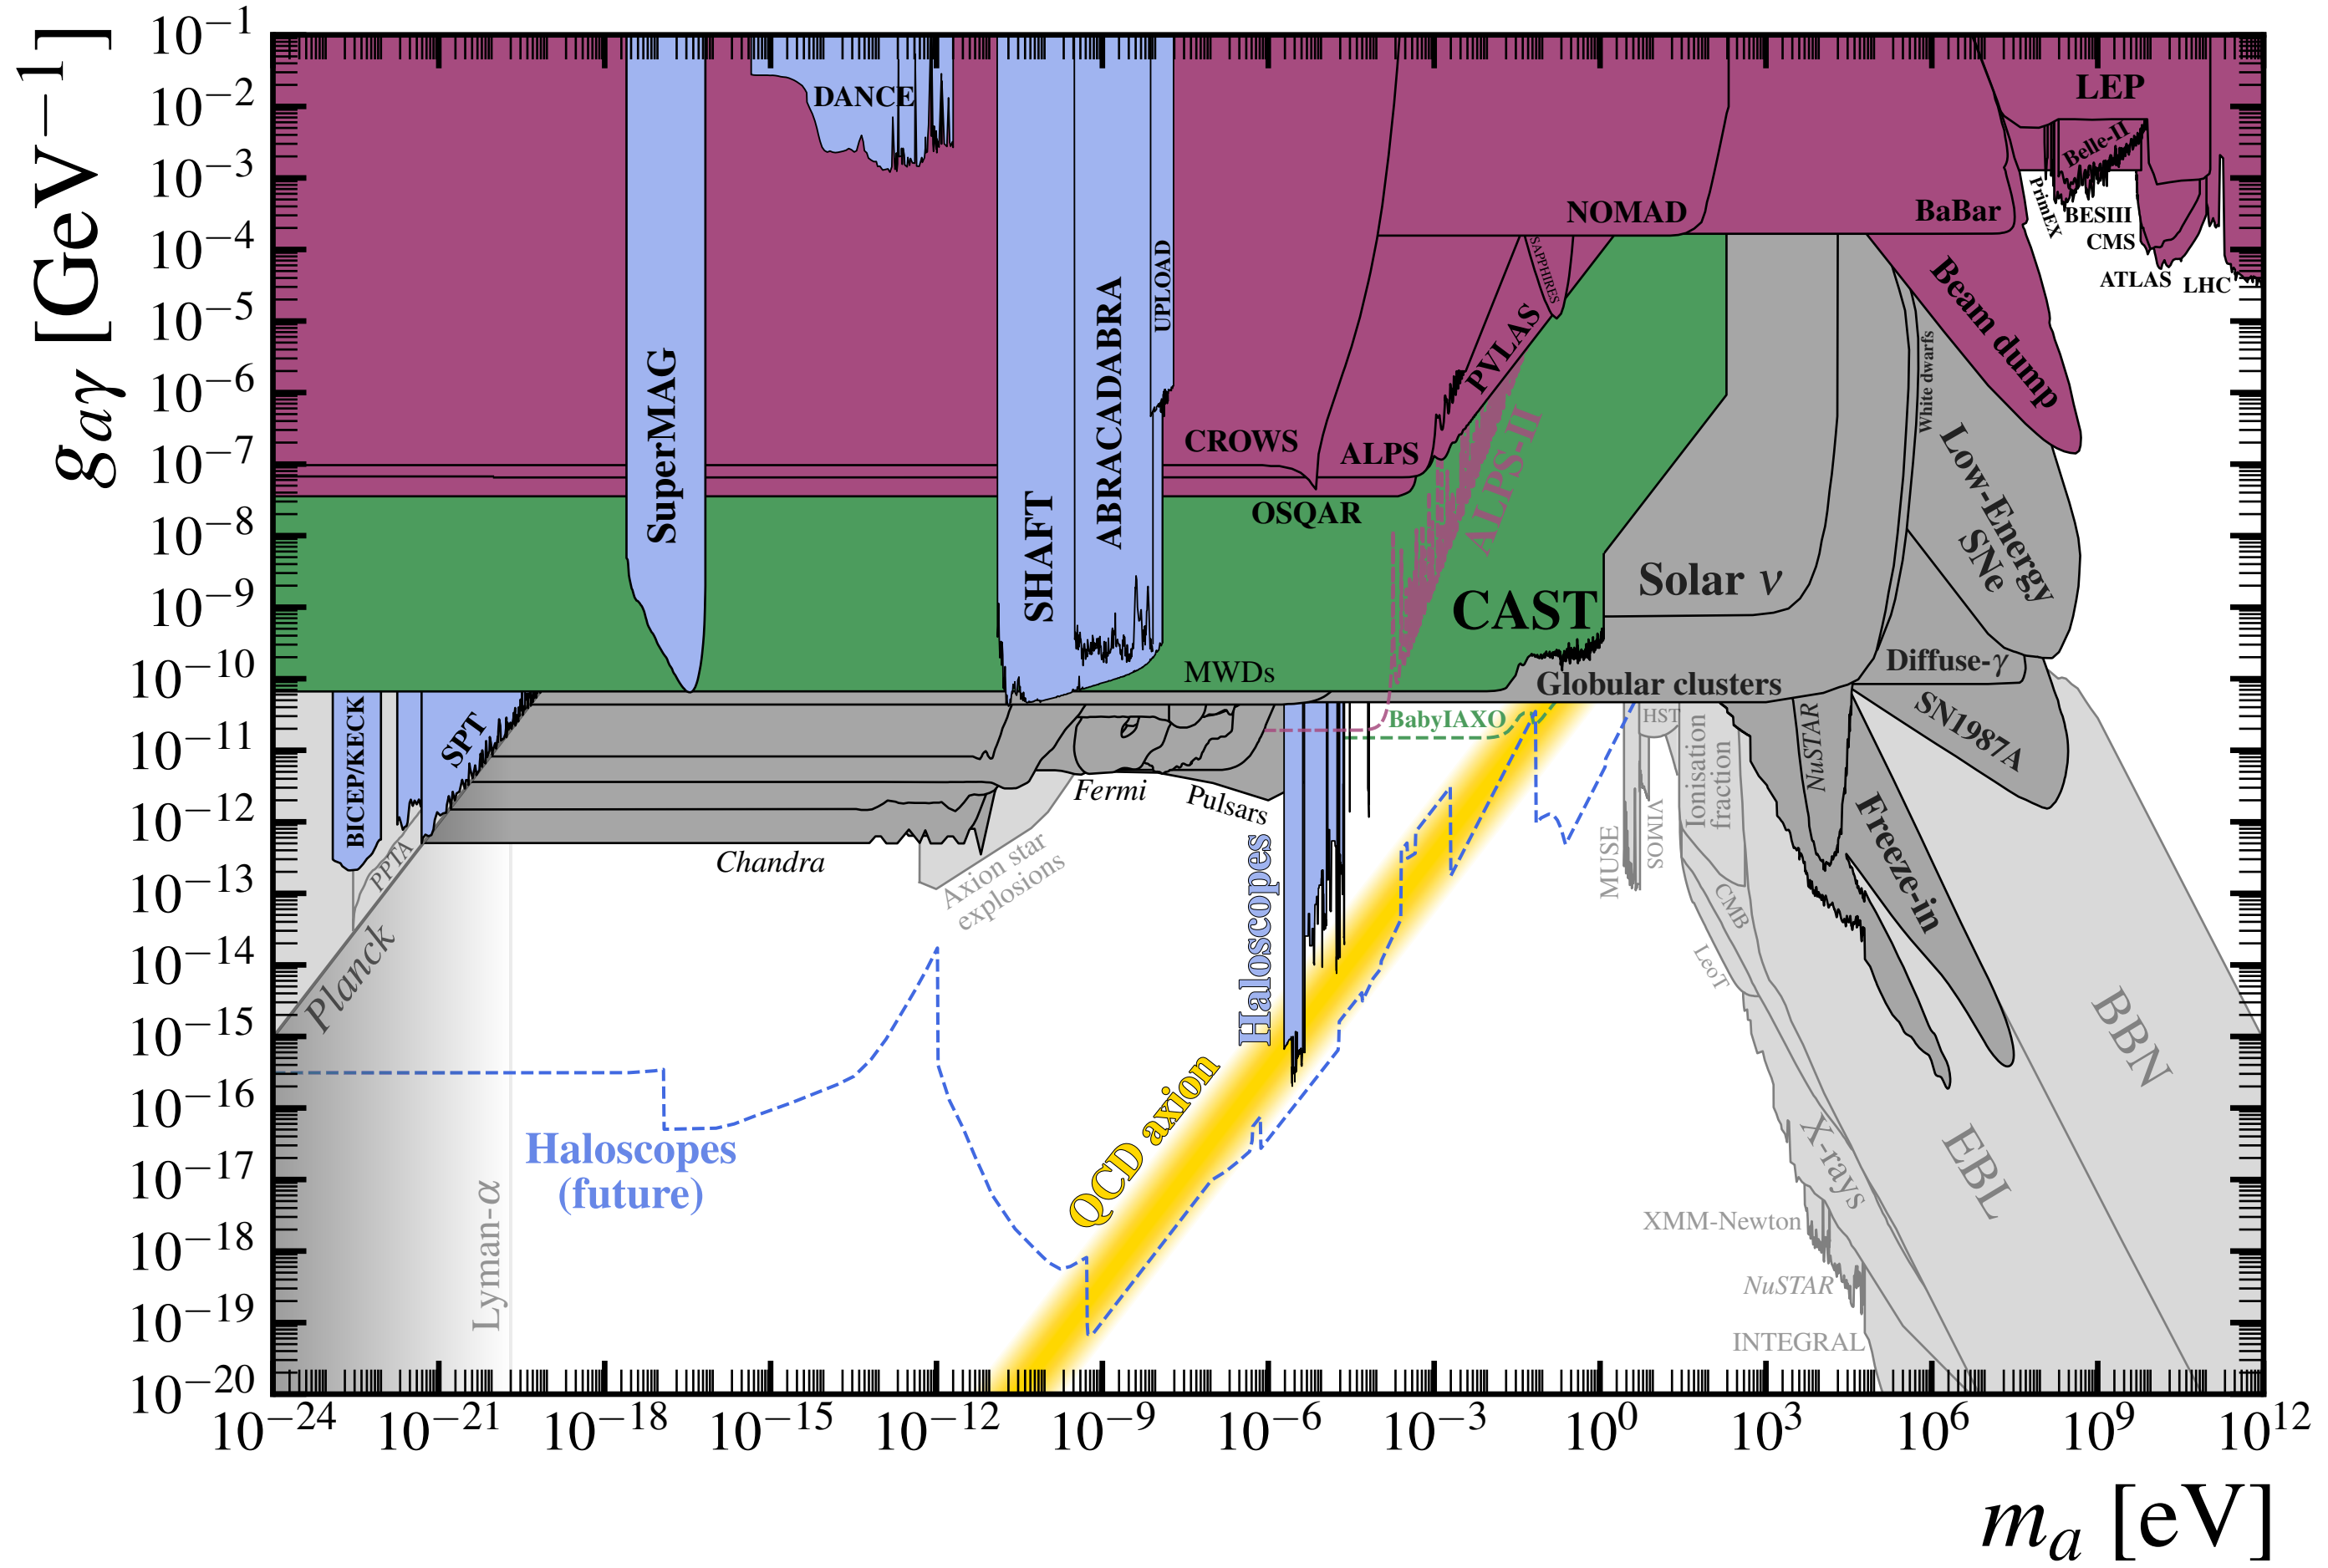 g_{aγ} [GeV^{−1}]
10^{−1}
10^{−2}
10^{−3}
10^{−4}
10^{−5}
10^{−6}
10^{−7}
10^{−8}
10^{−9}
10^{−10}
10^{−11}
10^{−12}
10^{−13}
10^{−14}
10^{−15}
10^{−16}
10^{−17}
10^{−18}
10^{−19}
10^{−20}
DANCE
LEP
Belle-II
PrimEX
BESIII
CMS
ATLAS
LHC
NOMAD
BaBar
SAPPHIRES
Beam dump
UPLOAD
ABRACADABRA
SHAFT
SuperMAG
PVLAS
White dwarfs
CROWS
ALPS
OSQAR
ALPS-II
Low-Energy
SNe
CAST
Solar ν
MWDs
Globular clusters
Diffuse-γ
BICEP/KECK
SPT
BabyIAXO
HST
Ionisation
fraction
NuSTAR
SN1987A
Fermi
Pulsars
Chandra
PPTA
Axion star
explosions
Haloscopes
MUSE
VIMOS
CMB
LeoT
Freeze-in
Planck
BBN
QCD axion
Haloscopes
(future)
Lyman-α
X-rays
EBL
XMM-Newton
NuSTAR
INTEGRAL
10^{−24}
10^{−21}
10^{−18}
10^{−15}
10^{−12}
10^{−9}
10^{−6}
10^{−3}
10^{0}
10^{3}
10^{6}
10^{9}
10^{12}
m_a [eV]